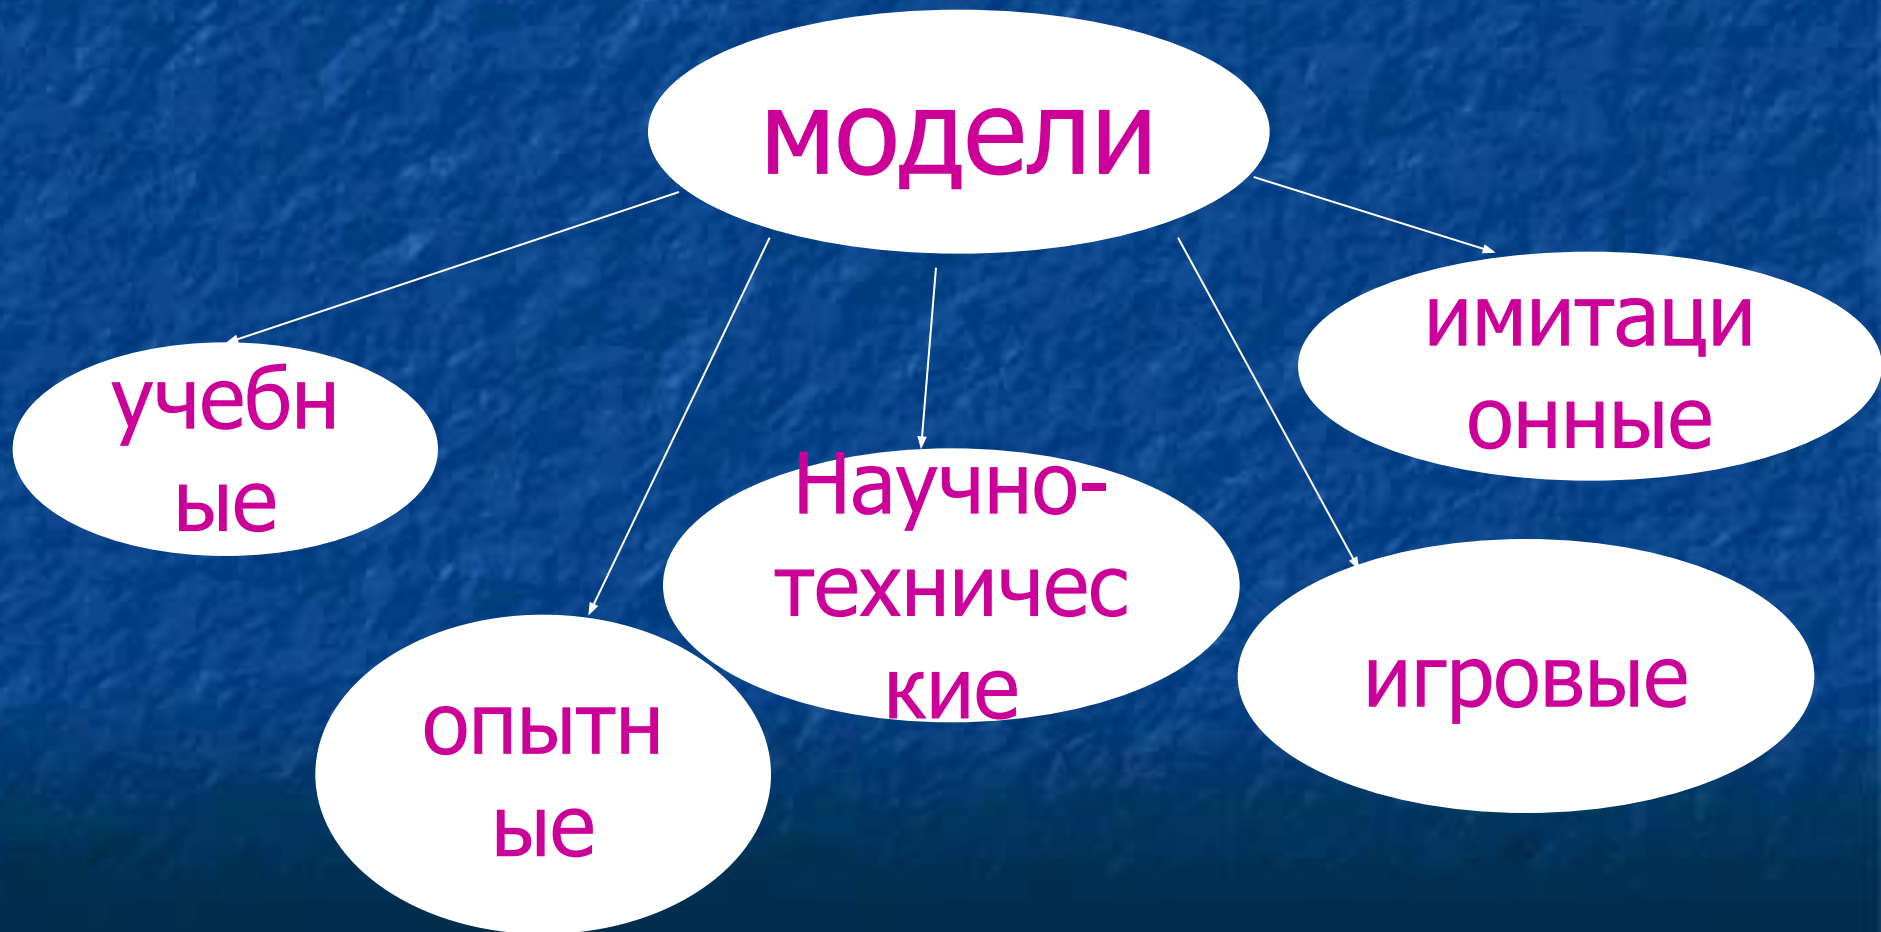 модели
учебн
ые
опытн
ые
Научно-
техничес
кие
игровые
имитаци
онные